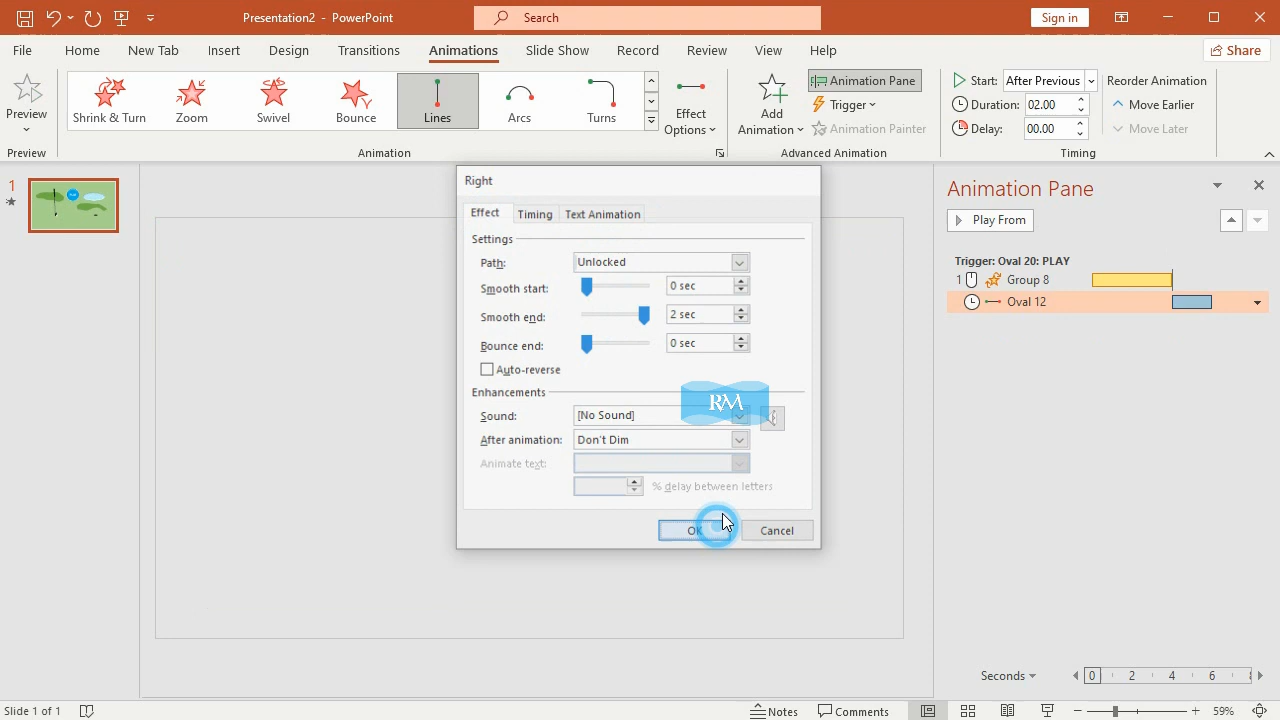 Presentation2 - PowerPoint
Search
Sign in
File
Home
New Tab
Insert
Design
Transitions
Animations
Slide Show
Record
Review
View
Help
Share
Preview
Preview
Shrink & Turn
Zoom
Swivel
Bounce
Lines
Arcs
Turns
Effect
Options
Animation
Add
Animation
Animation Pane
Trigger
Animation Painter
Advanced Animation
Start:
After Previous
Duration:
02.00
Delay:
00.00
Reorder Animation
Move Earlier
Move Later
Timing
1
Right
Effect
Timing
Text Animation
Settings
Path:
Unlocked
Smooth start:
0 sec
Smooth end:
2 sec
Bounce end:
0 sec
Auto-reverse
Enhancements
Sound:
[No Sound]
RM
After animation:
Don't Dim
Animate text:
% delay between letters
OK
Cancel
Animation Pane
Play From
Trigger: Oval 20: PLAY
1
Group 8
Oval 12
Seconds
0
2
4
6
Slide 1 of 1
Notes
Comments
59%